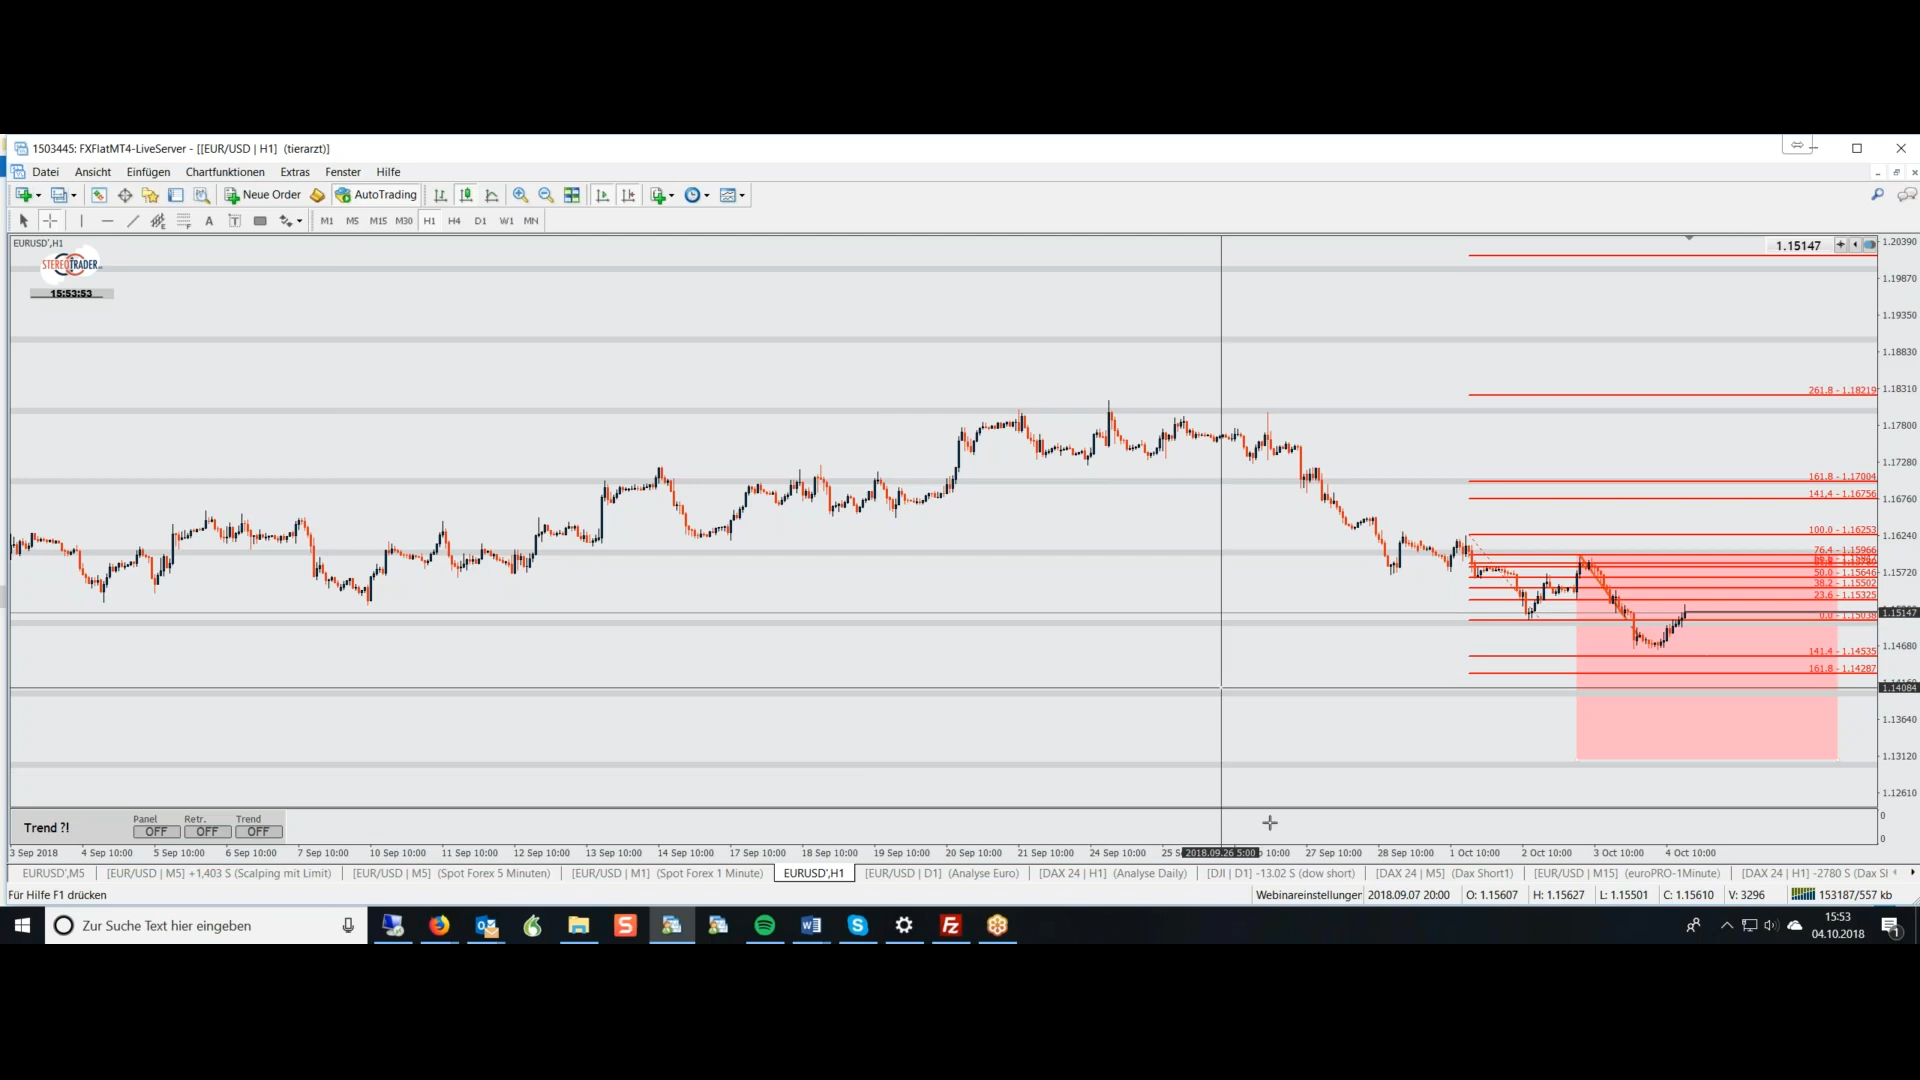 1503445: FXFlatMT4-LiveServer - [[EUR/USD | H1] (tierarzt)]
Datei Ansicht Einfügen Chartfunktionen Extras Fenster Hilfe
Neue Order AutoTrading
A T M1 M5 M15 M30 H1 H4 D1 W1 MN
EURUSD',H1
1.15147
1.20390
STEREOTRADER
1.19870
15:53:53
1.19350
1.18830
261.8 - 1.18219
1.18310
1.17800
1.17280
161.8 - 1.17004
141.4 - 1.16756
1.16760
100.0 - 1.16253
1.16240
76.4 - 1.15966
50.0 - 1.15646
1.15720
38.2 - 1.15502
23.6 - 1.15325
1.15147
0.0 - 1.15038
141.4 - 1.14535
1.14680
161.8 - 1.14287
1.14084
1.13640
1.13120
1.12610
Trend ?!
Panel Retr. Trend
OFF OFF OFF
0
0
3 Sep 2018 4 Sep 10:00 5 Sep 10:00 6 Sep 10:00 7 Sep 10:00 10 Sep 10:00 11 Sep 10:00 12 Sep 10:00 13 Sep 10:00 14 Sep 10:00 17 Sep 10:00 18 Sep 10:00 19 Sep 10:00 20 Sep 10:00 21 Sep 10:00 24 Sep 10:00 25 S 2018.09.26 5:00 10:00 27 Sep 10:00 28 Sep 10:00 1 Oct 10:00 2 Oct 10:00 3 Oct 10:00 4 Oct 10:00
EURUSD',M5 [EUR/USD | M5] +1,403 S (Scalping mit Limit) [EUR/USD | M5] (Spot Forex 5 Minuten) [EUR/USD | M1] (Spot Forex 1 Minute) EURUSD',H1 [EUR/USD | D1] (Analyse Euro) [DAX 24 | H1] (Analyse Daily) [DJI | D1] -13.02 S (dow short) [DAX 24 | M5] (Dax Short1) [EUR/USD | M15] (euroPRO-1Minute) [DAX 24 | H1] -2780 S (Dax Sl
Für Hilfe F1 drücken Webinareinstellunger 2018.09.07 20:00 O: 1.15607 H: 1.15627 L: 1.15501 C: 1.15610 V: 3296 153187/557 kb
Zur Suche Text hier eingeben
15:53
04.10.2018
1